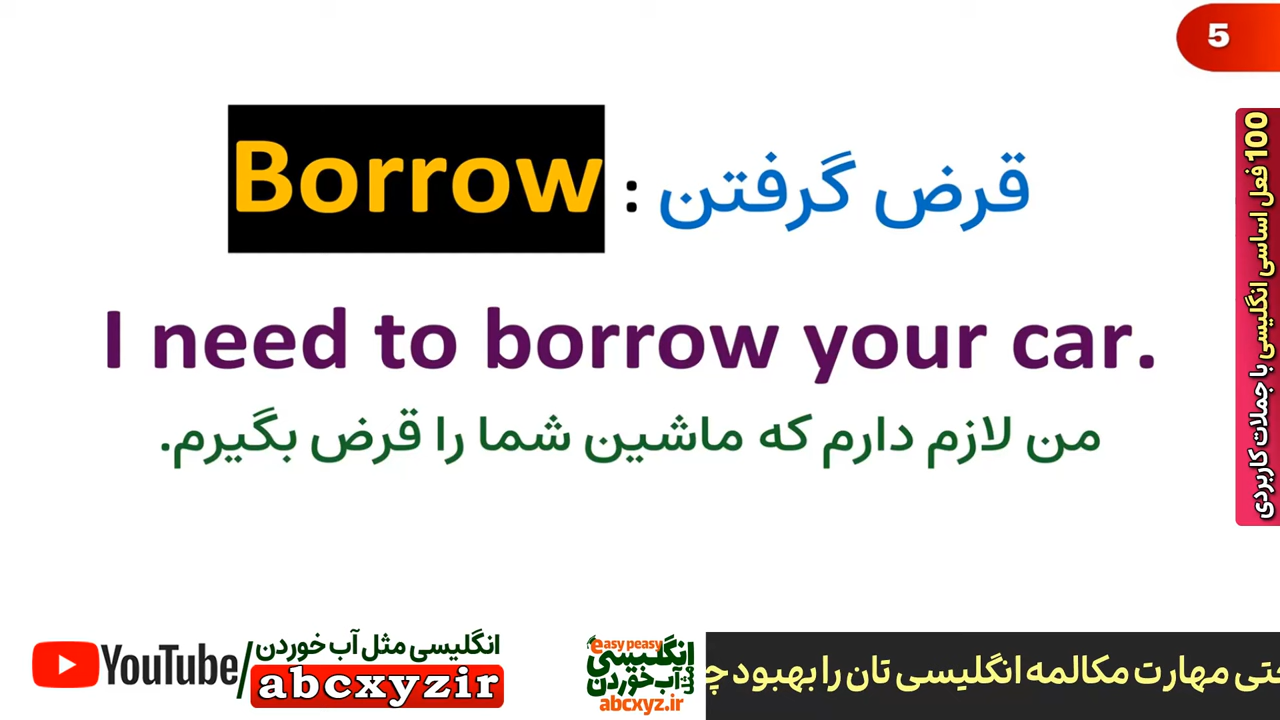 5
Borrow : قرض گرفتن
I need to borrow your car.
من لازم دارم که ماشین شما را قرض بگیرم.
100 فعل اساسی انگلیسی با جملات کاربردی
YouTube/
انگلیسی مثل آب خوردن
abcxyzir
easy peasy
انگلیسی
مثل آب خوردن
abcxyz.ir
مهارت مکالمه انگلیسی تان را بهبود